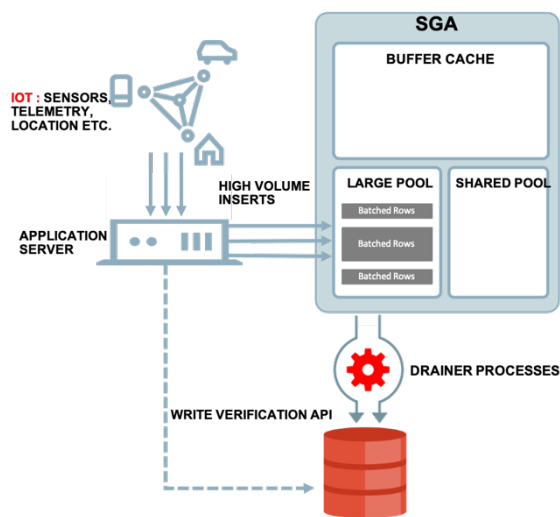 SGA
BUFFER CACHE
IOT : SENSORS,
TELEMETRY,
LOCATION ETC.
HIGH VOLUME
INSERTS
LARGE POOL
SHARED POOL
Batched Rows
Batched Rows
Batched Rows
APPLICATION
SERVER
DRAINER PROCESSES
WRITE VERIFICATION API